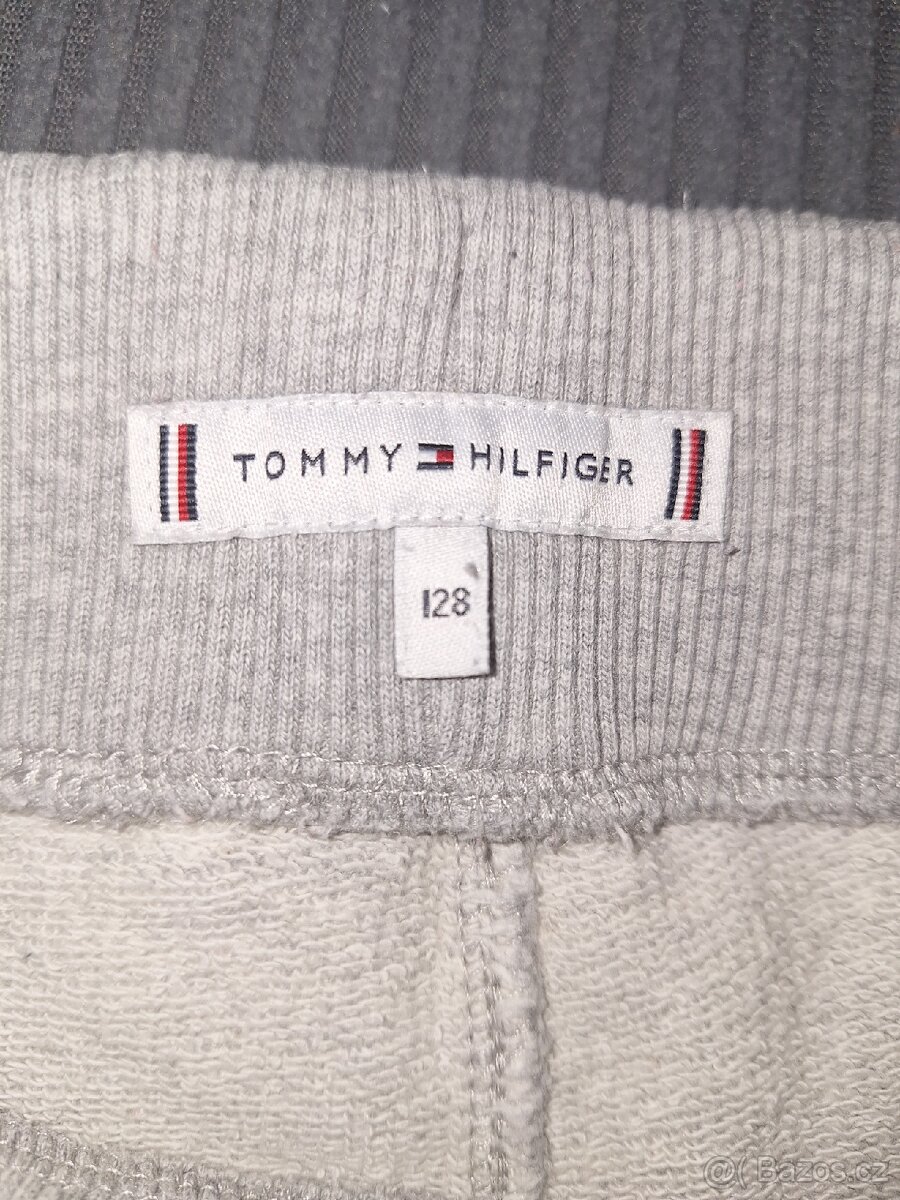 TOMMY HILFIGER
128
@( Bazos.cz